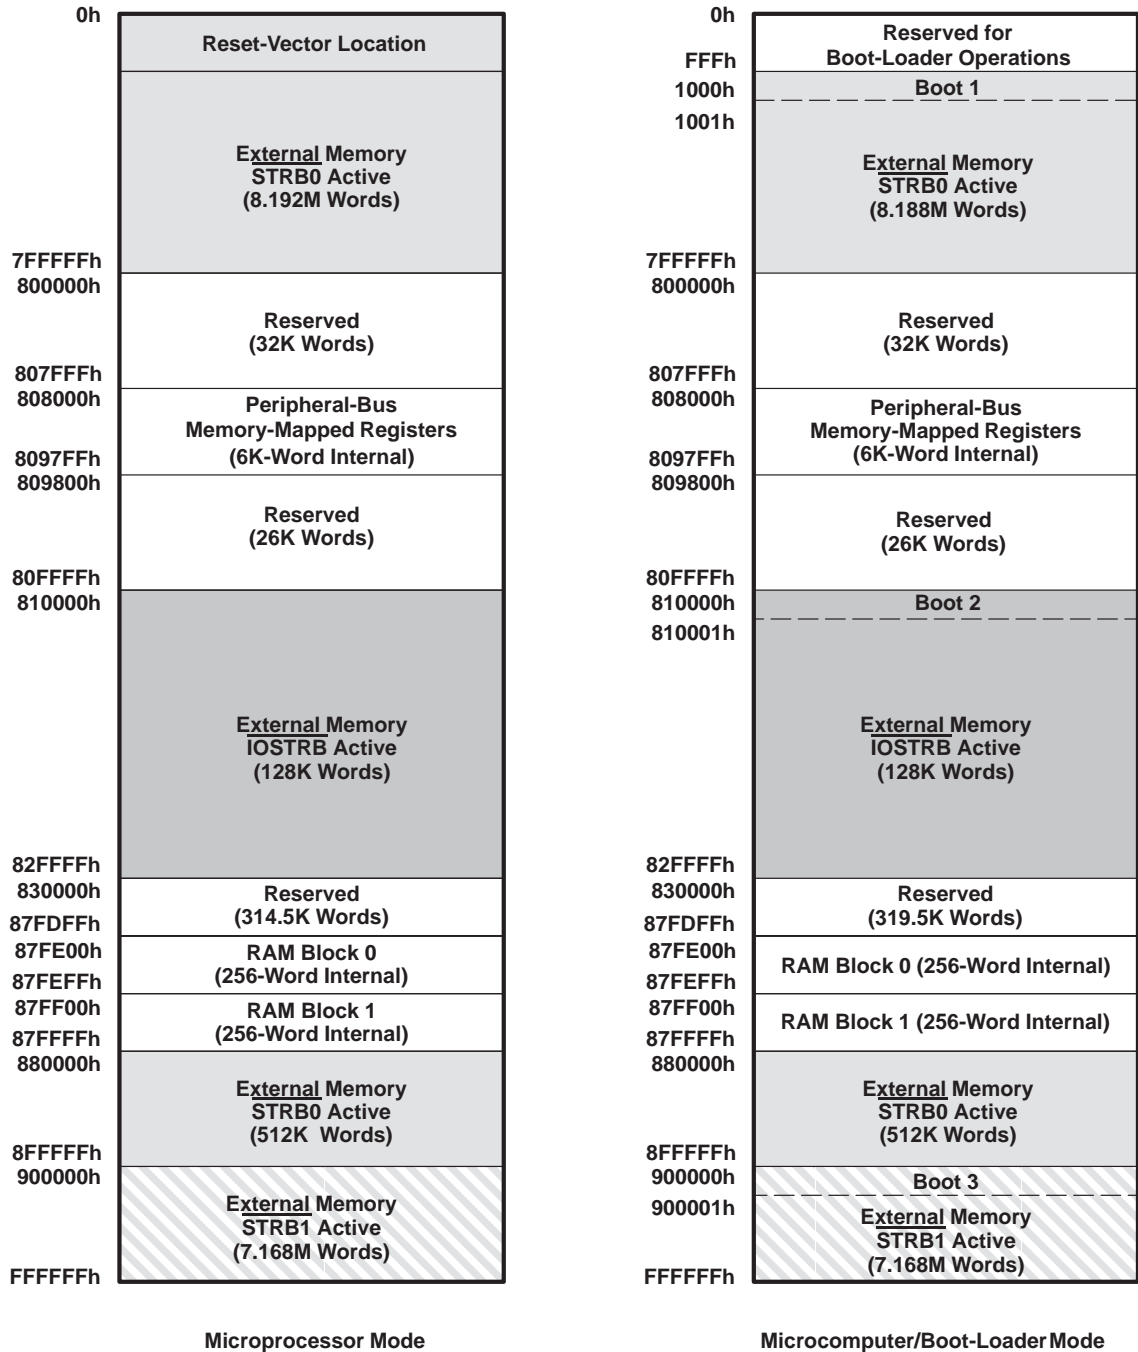 0h
Reset-Vector Location
External Memory
STRB0 Active
(8.192M Words)
7FFFFFh
800000h
Reserved
(32K Words)
807FFFh
808000h
Peripheral-Bus
Memory-Mapped Registers
(6K-Word Internal)
8097FFh
809800h
Reserved
(26K Words)
80FFFFh
810000h
External Memory
IOSTRB Active
(128K Words)
82FFFFh
830000h
Reserved
(314.5K Words)
87FDFFh
87FE00h
RAM Block 0
(256-Word Internal)
87FEFFh
87FF00h
RAM Block 1
(256-Word Internal)
87FFFFh
880000h
External Memory
STRB0 Active
(512K Words)
8FFFFFh
900000h
External Memory
STRB1 Active
(7.168M Words)
FFFFFFh
Microprocessor Mode
0h
Reserved for
Boot-Loader Operations
FFFh
1000h
Boot 1
1001h
External Memory
STRB0 Active
(8.188M Words)
7FFFFFh
800000h
Reserved
(32K Words)
807FFFh
808000h
Peripheral-Bus
Memory-Mapped Registers
(6K-Word Internal)
8097FFh
809800h
Reserved
(26K Words)
80FFFFh
810000h
Boot 2
810001h
External Memory
IOSTRB Active
(128K Words)
82FFFFh
830000h
Reserved
(319.5K Words)
87FDFFh
87FE00h
RAM Block 0 (256-Word Internal)
87FEFFh
87FF00h
RAM Block 1 (256-Word Internal)
87FFFFh
880000h
External Memory
STRB0 Active
(512K Words)
8FFFFFh
900000h
Boot 3
900001h
External Memory
STRB1 Active
(7.168M Words)
FFFFFFh
Microcomputer/Boot-Loader Mode